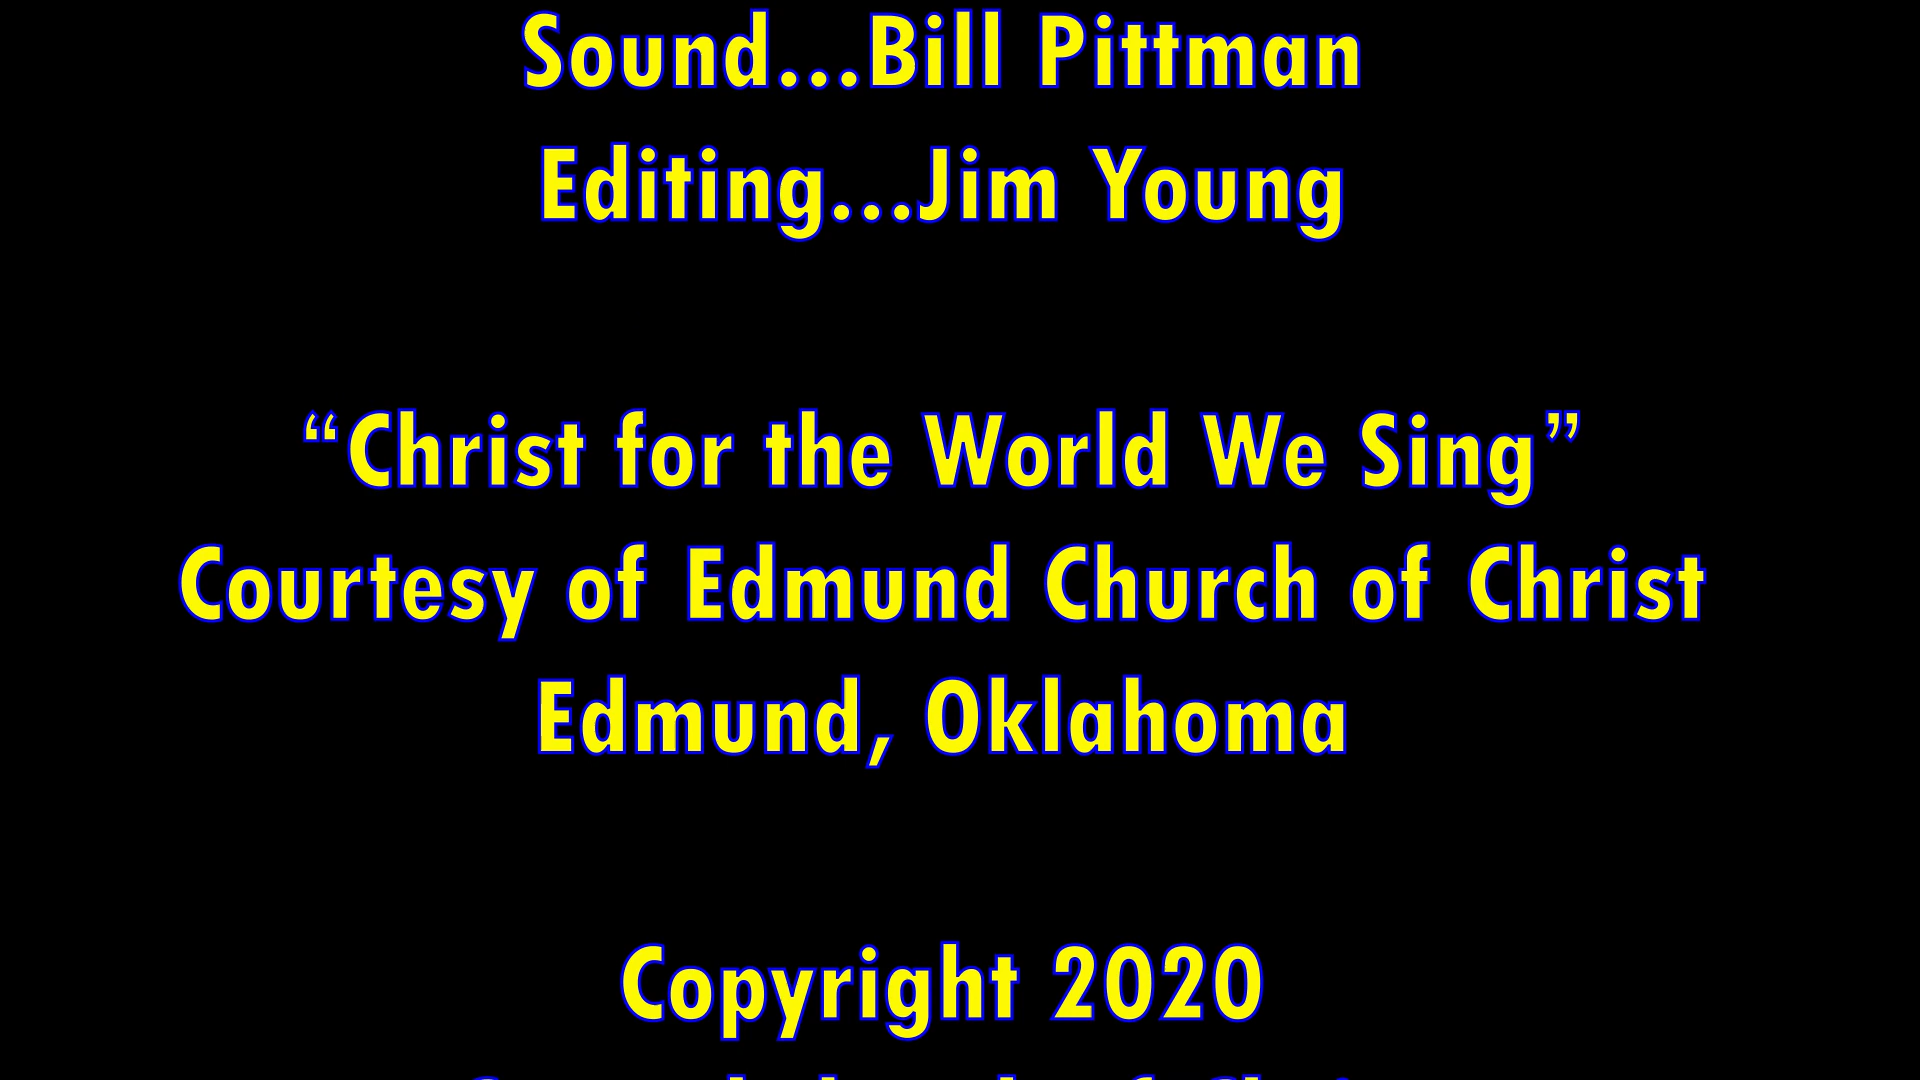 Sound...Bill Pittman
Editing...Jim Young
“Christ for the World We Sing”
Courtesy of Edmund Church of Christ
Edmund, Oklahoma
Copyright 2020